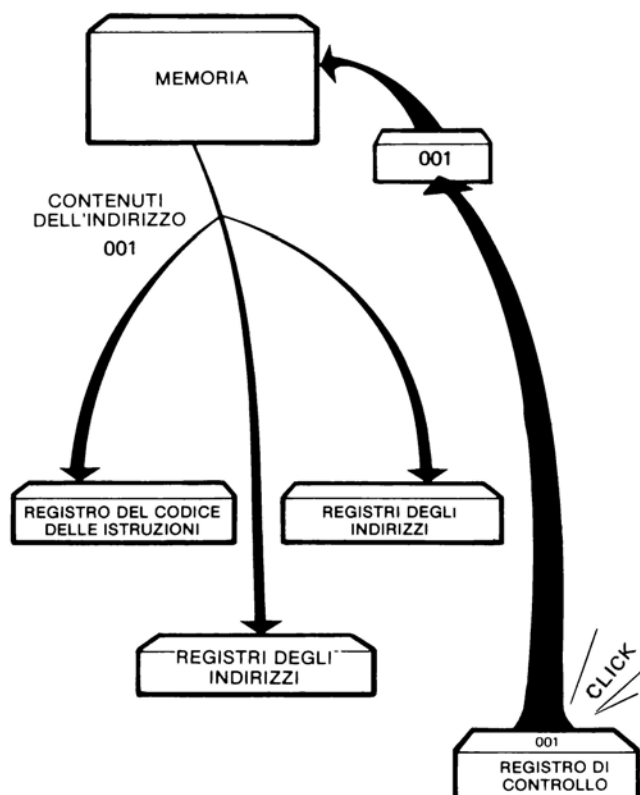 MEMORIA
001
CONTENUTI
DELL'INDIRIZZO
001
REGISTRO DEL CODICE
DELLE ISTRUZIONI
REGISTRI DEGLI
INDIRIZZI
REGISTRI DEGLI
INDIRIZZI
CLICK
001
REGISTRO DI
CONTROLLO